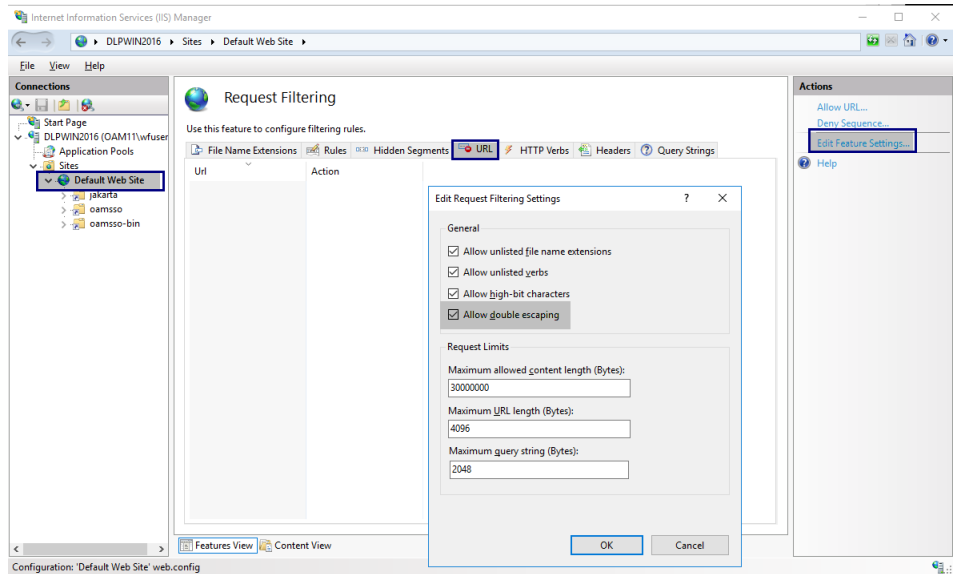 Internet Information Services (IIS) Manager
DLPWIN2016 Sites Default Web Site
File View Help
Connections
Start Page
DLPWIN2016 (OAM11\wfuser
Application Pools
Sites
Default Web Site
jakarta
oamsso
oamsso-bin
Request Filtering
Use this feature to configure filtering rules.
File Name Extensions Rules Hidden Segments URL HTTP Verbs Headers Query Strings
Url Action
Edit Request Filtering Settings ? X
General
Allow unlisted file name extensions
Allow unlisted verbs
Allow high-bit characters
Allow double escaping
Request Limits
Maximum allowed content length (Bytes):
30000000
Maximum URL length (Bytes):
4096
Maximum query string (Bytes):
2048
OK Cancel
Actions
Allow URL...
Deny Sequence...
Edit Feature Settings...
Help
Features View Content View
Configuration: 'Default Web Site' web.config